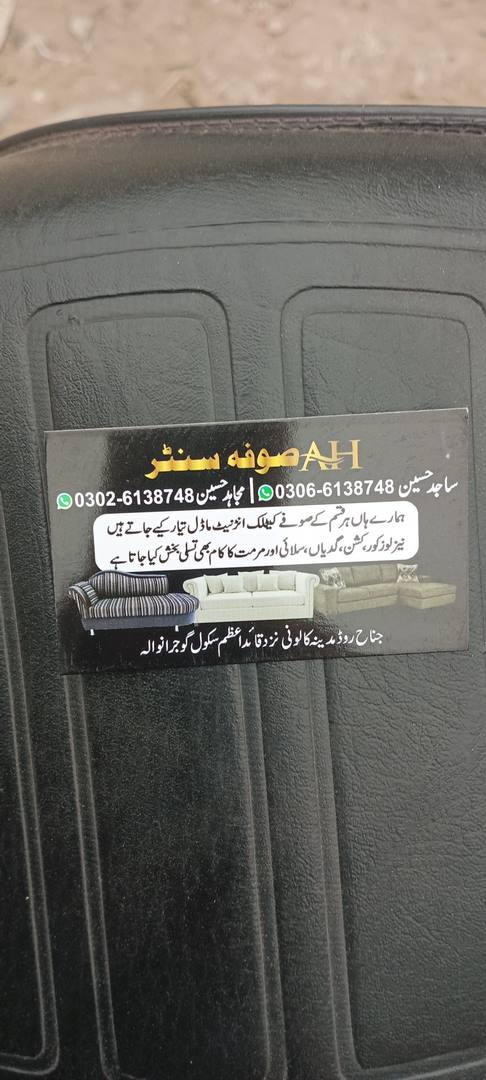 AH صوفہ سنٹر
ساجد حسین 0306-6138748 | مجاہد حسین 0302-6138748
ہمارے ہاں ہر قسم کے صوفے کیٹلاگ انٹرنیٹ ماڈل تیار کیے جاتے ہیں
نیز لوز کور، کشن، گدیاں، سلائی اور مرمت کا کام بھی تسلی بخش کیا جاتا ہے
جناح روڈ مدینہ کالونی نزد قائداعظم سکول گوجرانوالہ